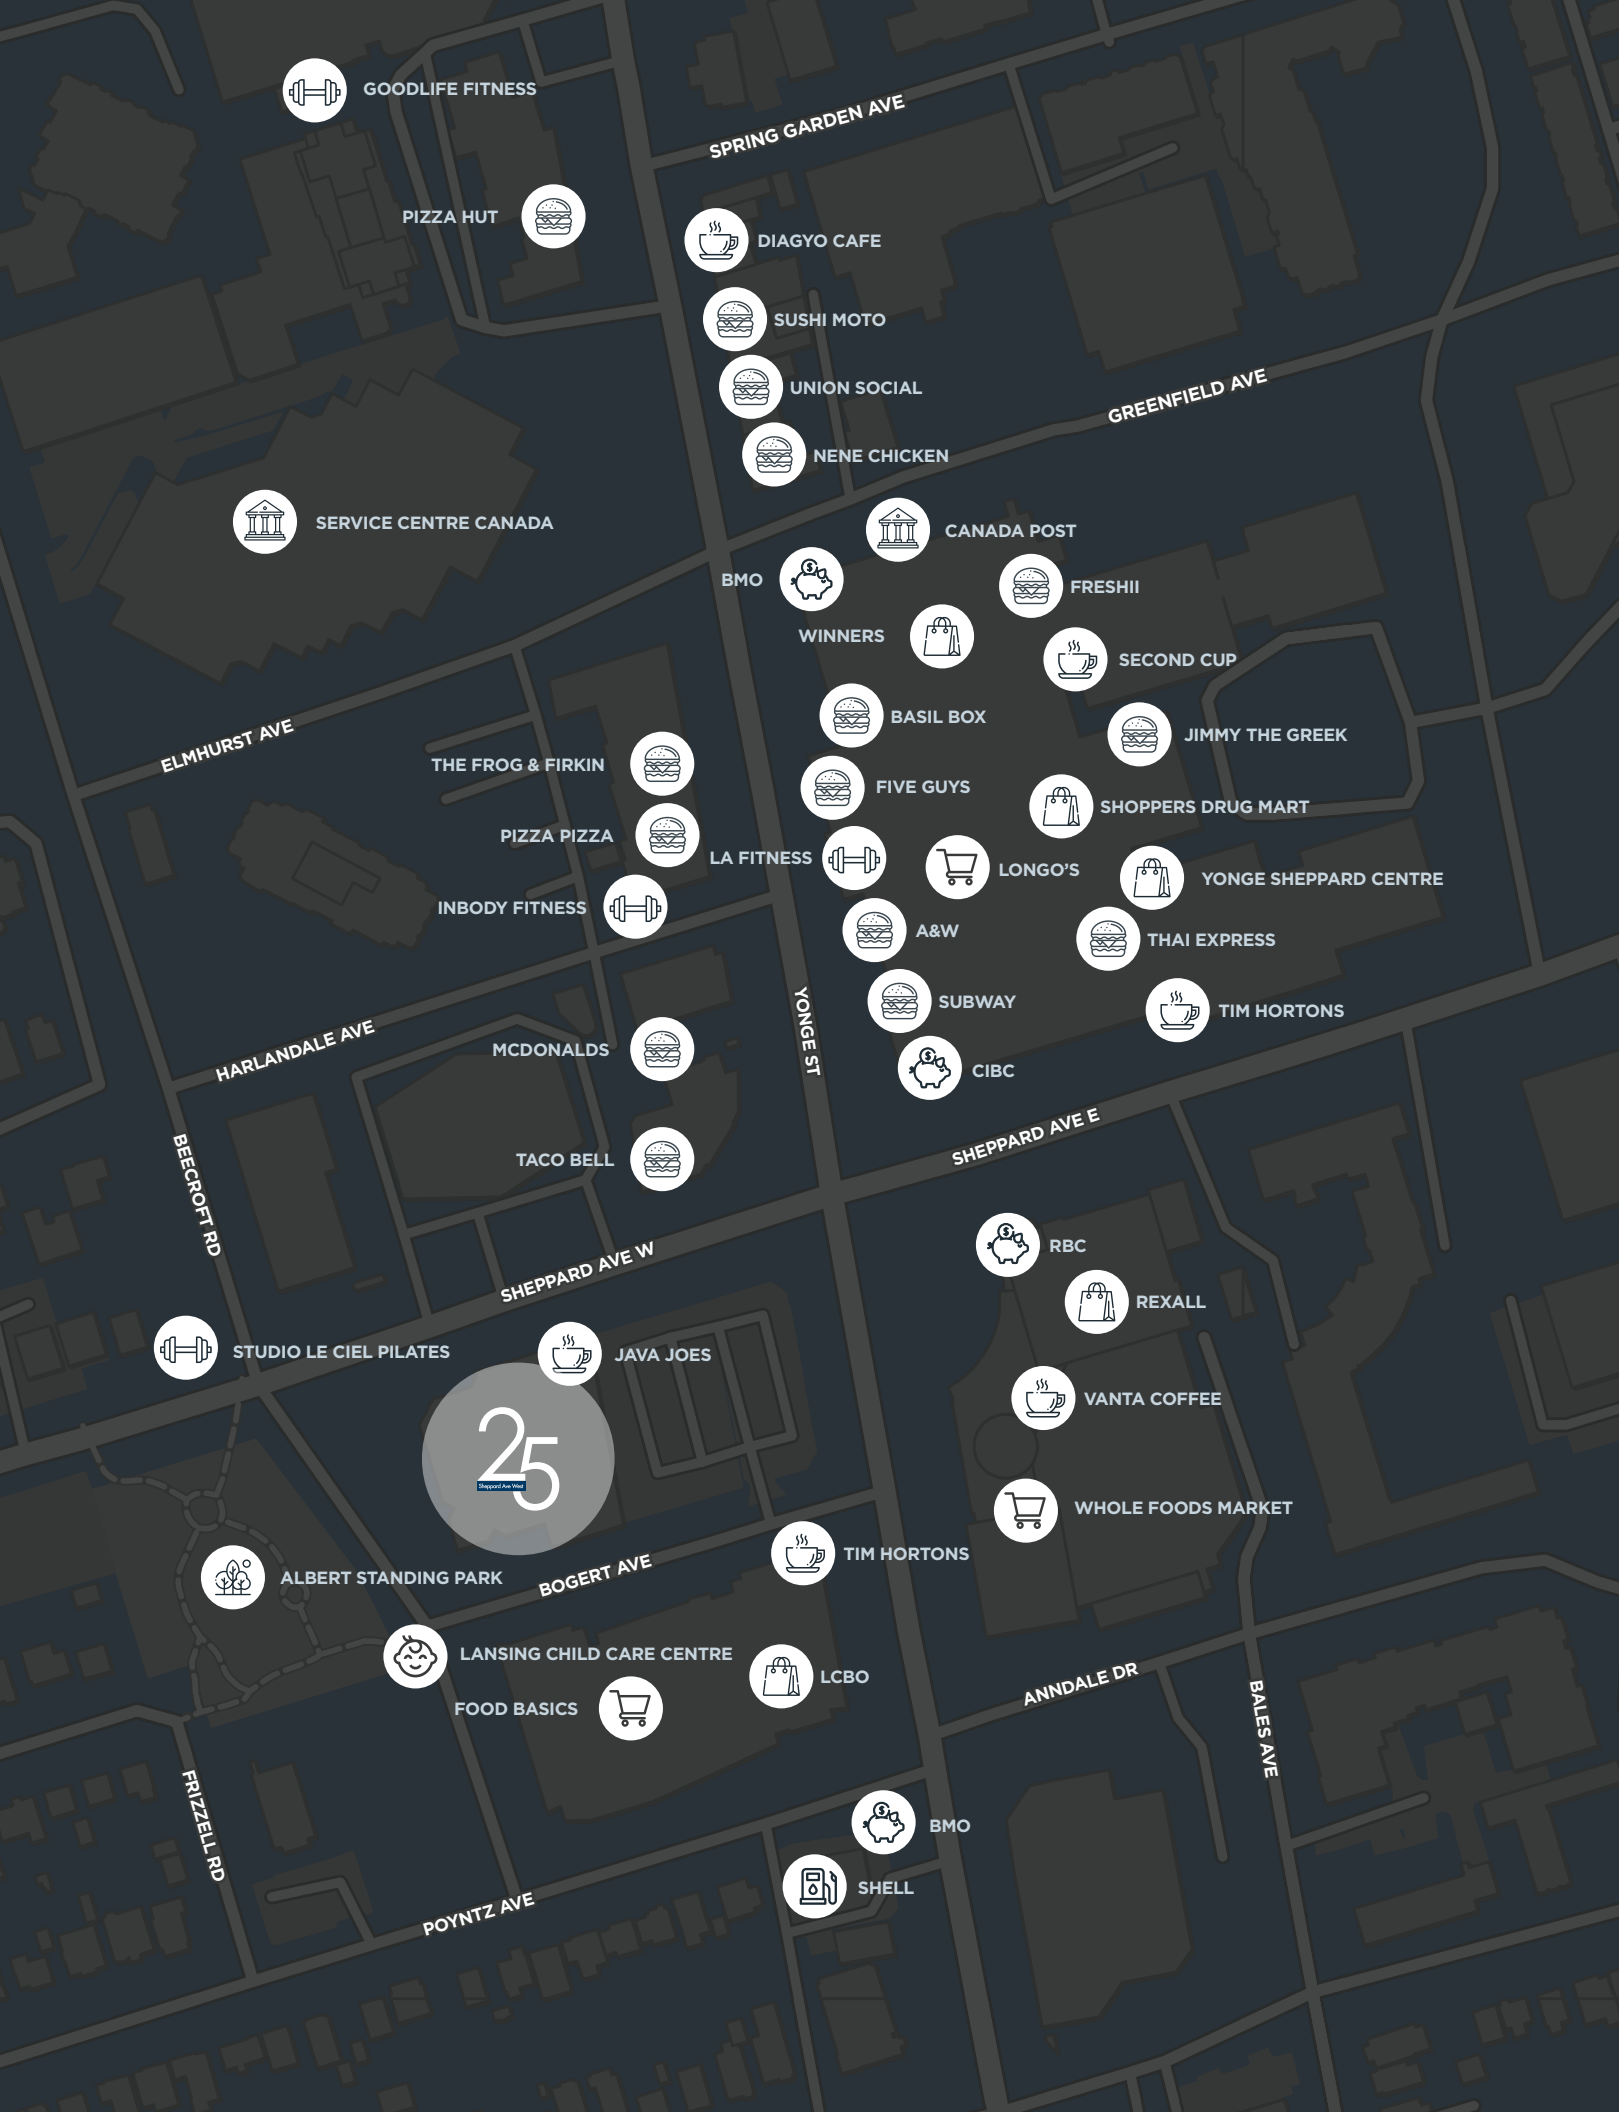 GOODLIFE FITNESS
SPRING GARDEN AVE
PIZZA HUT
DIAGYO CAFE
SUSHI MOTO
UNION SOCIAL
GREENFIELD AVE
NENE CHICKEN
SERVICE CENTRE CANADA
CANADA POST
BMO
FRESHII
WINNERS
SECOND CUP
BASIL BOX
ELMHURST AVE
JIMMY THE GREEK
THE FROG & FIRKIN
FIVE GUYS
SHOPPERS DRUG MART
PIZZA PIZZA
LA FITNESS
LONGO'S
YONGE SHEPPARD CENTRE
INBODY FITNESS
A&W
THAI EXPRESS
SUBWAY
TIM HORTONS
YONGE ST
HARLANDALE AVE
MCDONALDS
CIBC
SHEPPARD AVE E
TACO BELL
BEECROFT RD
SHEPPARD AVE W
RBC
REXALL
STUDIO LE CIEL PILATES
JAVA JOES
VANTA COFFEE
25
Sheppard Ave West
WHOLE FOODS MARKET
TIM HORTONS
BOGERT AVE
ALBERT STANDING PARK
LANSING CHILD CARE CENTRE
LCBO
ANNDALE DR
FOOD BASICS
BALES AVE
FRIZZELL RD
BMO
SHELL
POYNTZ AVE